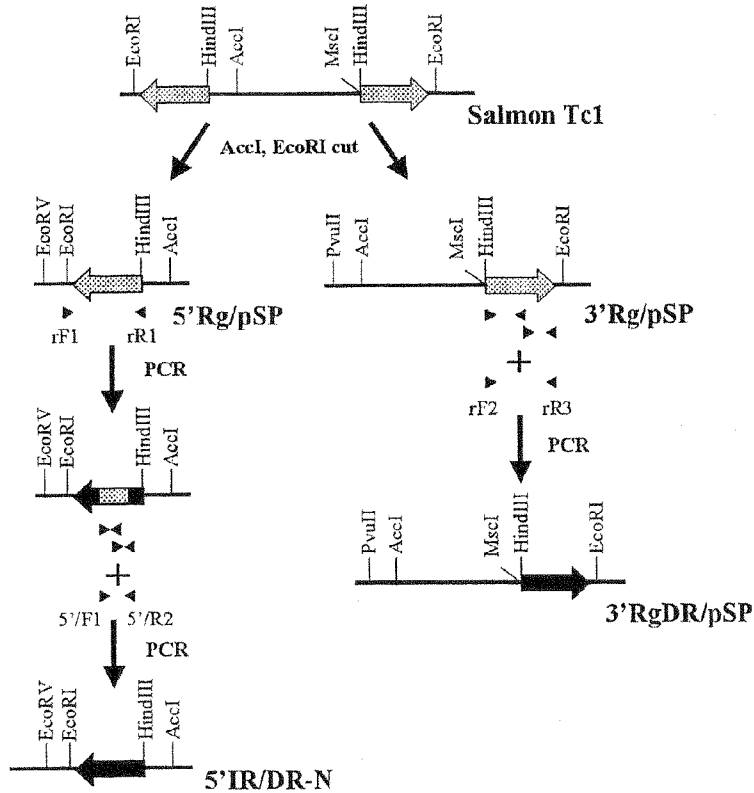 EcoRI HindIII AccI MscI HindIII EcoRI
Salmon Tc1
AccI, EcoRI cut
EcoRV EcoRI HindIII AccI
PvuII AccI MscI HindIII EcoRI
5'Rg/pSP
3'Rg/pSP
rF1 rR1
+
PCR
rF2 rR3
PCR
EcoRV EcoRI HindIII AccI
PvuII AccI MscI HindIII EcoRI
+
3'RgDR/pSP
5'/F1 5'/R2
PCR
EcoRV EcoRI HindIII AccI
5'IR/DR-N